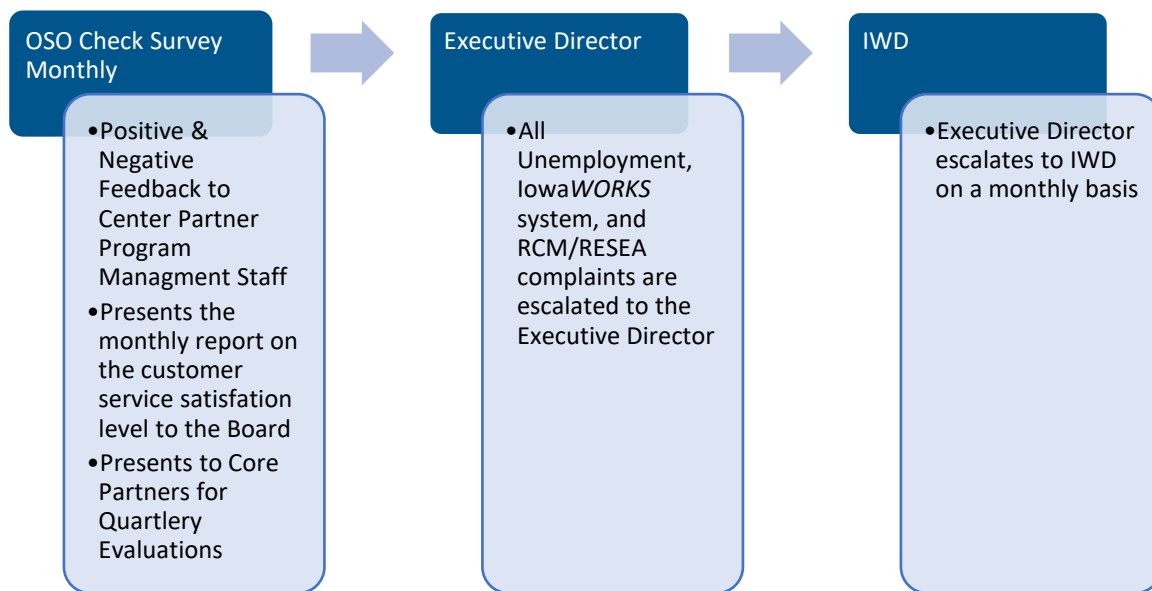 OSO Check Survey
Monthly
•Positive &
Negative
Feedback to
Center Partner
Program
Managment Staff
•Presents the
monthly report on
the customer
service satisfation
level to the Board
•Presents to Core
Partners for
Quartlery
Evaluations
Executive Director
•All
Unemployment,
IowaWORKS
system, and
RCM/RESEA
complaints are
escalated to the
Executive Director
IWD
•Executive Director
escalates to IWD
on a monthly basis